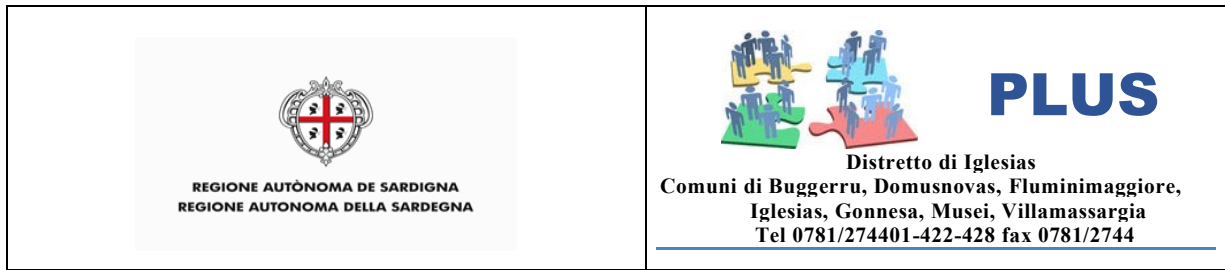 REGIONE AUTÒNOMA DE SARDIGNA
REGIONE AUTONOMA DELLA SARDEGNA
PLUS
Distretto di Iglesias
Comuni di Buggerru, Domusnovas, Fluminimaggiore,
Iglesias, Gonnesa, Musei, Villamassargia
Tel 0781/274401-422-428 fax 0781/2744